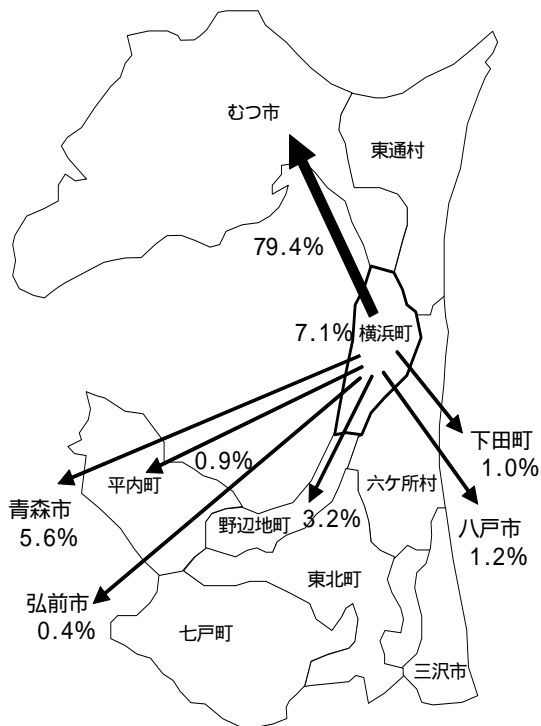 むつ市
東通村
79.4%
7.1%
横浜町
下田町
1.0%
0.9%
平内町
六ケ所村
青森市
5.6%
野辺地町
3.2%
八戸市
1.2%
弘前市
0.4%
東北町
七戸町
三沢市